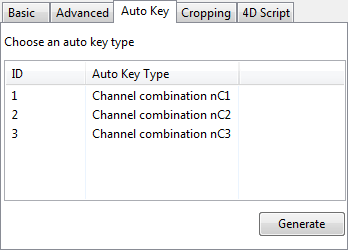 Basic Advanced Auto Key Cropping 4D Script
Choose an auto key type
ID Auto Key Type
1 Channel combination nC1
2 Channel combination nC2
3 Channel combination nC3
Generate